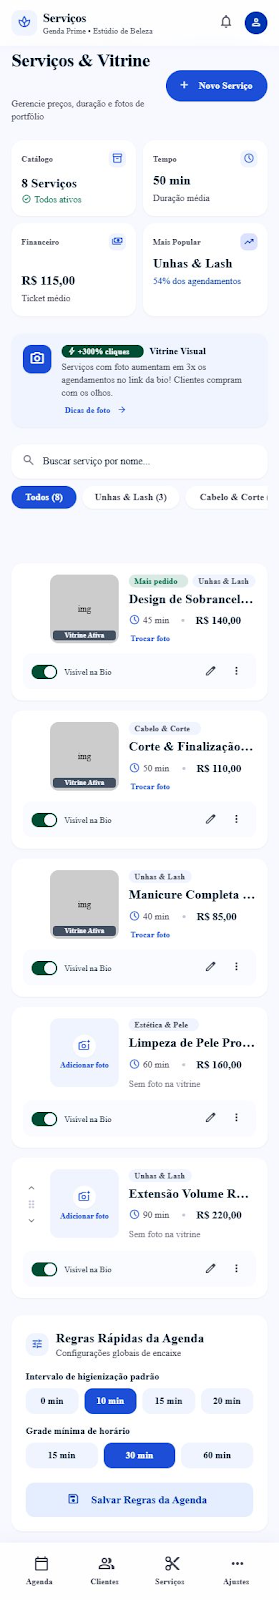 Serviços
Genda Prime • Estúdio de Beleza
Serviços & Vitrine
+ Novo Serviço
Gerencie preços, duração e fotos de
portfólio
Catálogo
8 Serviços
Todos ativos
Tempo
50 min
Duração média
Financeiro
R$ 115,00
Ticket médio
Mais Popular
Unhas & Lash
54% dos agendamentos
+300% cliques
Vitrine Visual
Serviços com foto aumentam em 3x os
agendamentos no link da bio! Clientes compram
com os olhos.
Dicas de foto →
Buscar serviço por nome...
Todos (8)
Unhas & Lash (3)
Cabelo & Corte
Mais pedido
Unhas & Lash
img
Vitrine Ativa
Design de Sobrancel...
45 min • R$ 140,00
Trocar foto
Visível na Bio
Cabelo & Corte
img
Vitrine Ativa
Corte & Finalização...
50 min • R$ 110,00
Trocar foto
Visível na Bio
Unhas & Lash
img
Vitrine Ativa
Manicure Completa ...
40 min • R$ 85,00
Trocar foto
Visível na Bio
Estética & Pele
Adicionar foto
Limpeza de Pele Pro...
60 min • R$ 160,00
Sem foto na vitrine
Visível na Bio
Unhas & Lash
Adicionar foto
Extensão Volume R...
90 min • R$ 220,00
Sem foto na vitrine
Visível na Bio
Regras Rápidas da Agenda
Configurações globais de encaixe
Intervalo de higienização padrão
0 min
10 min
15 min
20 min
Grade mínima de horário
15 min
30 min
60 min
Salvar Regras da Agenda
Agenda
Clientes
Serviços
Ajustes